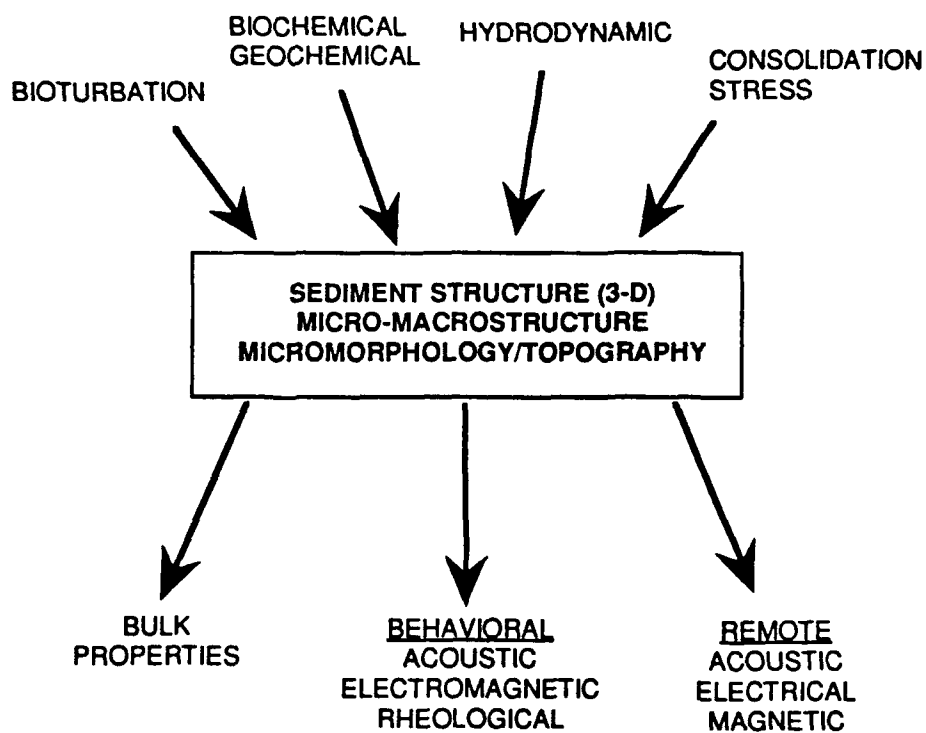 BIOTURBATION
BIOCHEMICAL
GEOCHEMICAL
HYDRODYNAMIC
CONSOLIDATION
STRESS
SEDIMENT STRUCTURE (3-D)
MICRO-MACROSTRUCTURE
MICROMORPHOLOGY/TOPOGRAPHY
BULK
PROPERTIES
BEHAVIORAL
ACOUSTIC
ELECTROMAGNETIC
RHEOLOGICAL
REMOTE
ACOUSTIC
ELECTRICAL
MAGNETIC